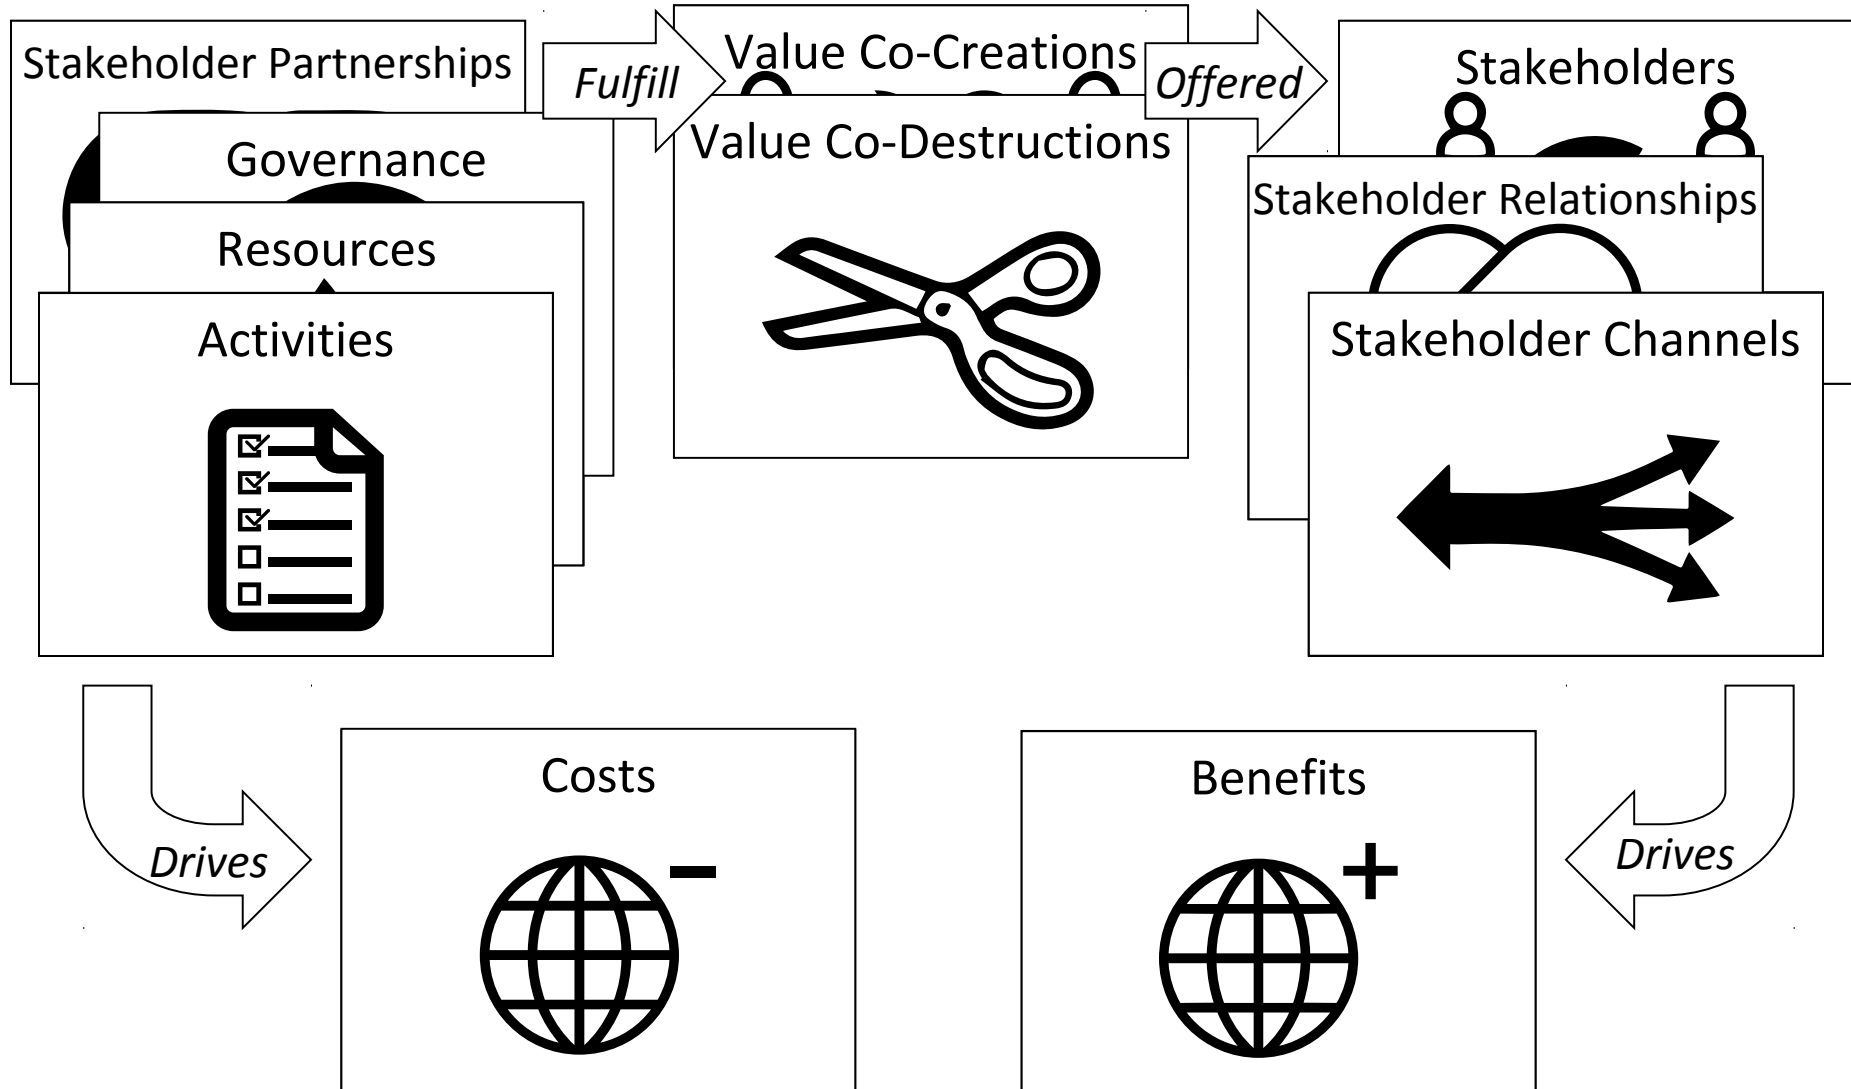 Stakeholder Partnerships
Governance
Resources
Activities
Fulfill
Value Co-Creations
Value Co-Destructions
Offered
Stakeholders
Stakeholder Relationships
Stakeholder Channels
Drives
Costs
Benefits
Drives